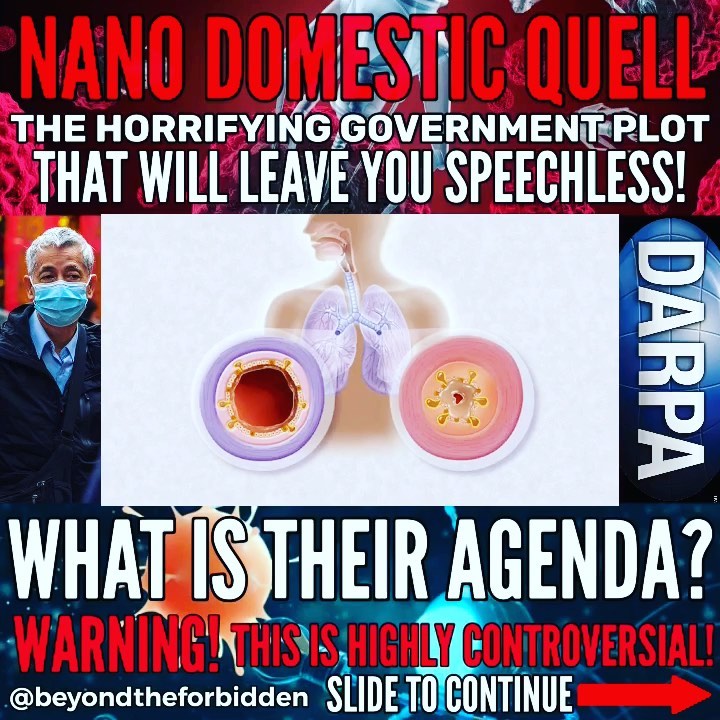 NANO DOMESTIC QUELL
THE HORRIFYING GOVERNMENT PLOT
THAT WILL LEAVE YOU SPEECHLESS!
DARPA
WHAT IS THEIR AGENDA?
WARNING! THIS IS HIGHLY CONTROVERSIAL!
@beyondtheforbidden SLIDE TO CONTINUE